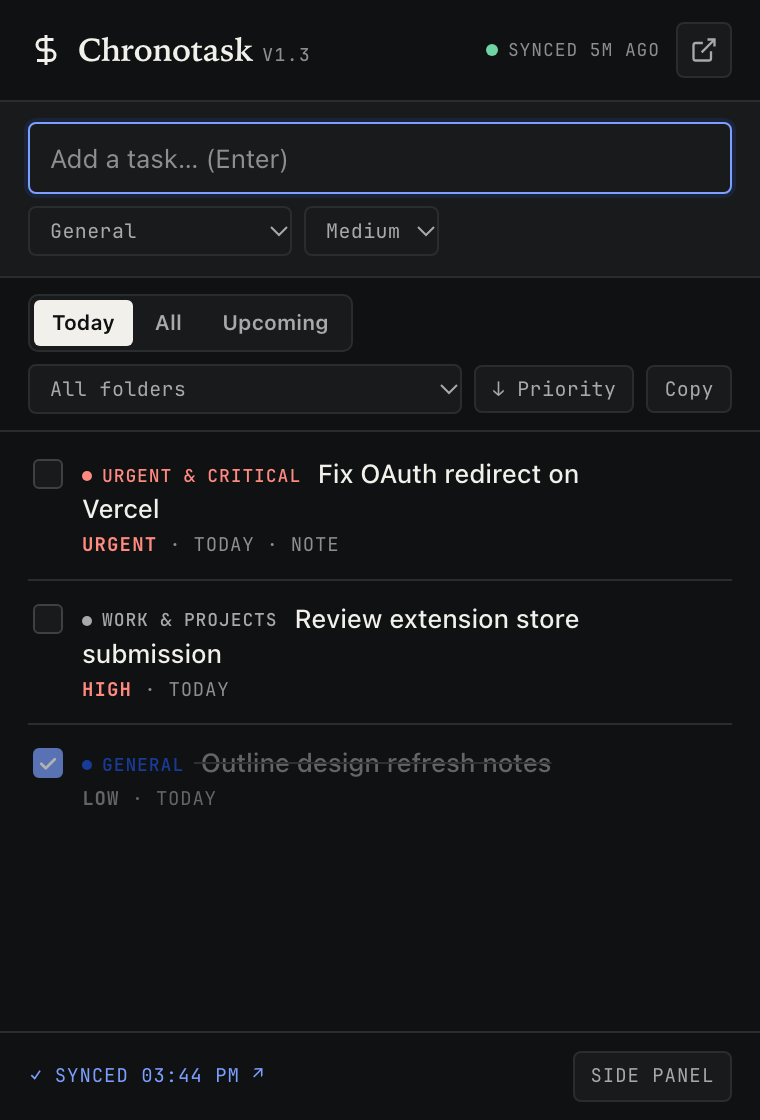 Chronotask V1.3
SYNCED 5M AGO
Add a task... (Enter)
General
Medium
Today
All
Upcoming
All folders
↓ Priority
Copy
URGENT & CRITICAL Fix OAuth redirect on
Vercel
URGENT · TODAY · NOTE
WORK & PROJECTS Review extension store
submission
HIGH · TODAY
GENERAL Outline design refresh notes
LOW · TODAY
✓ SYNCED 03:44 PM ↗
SIDE PANEL